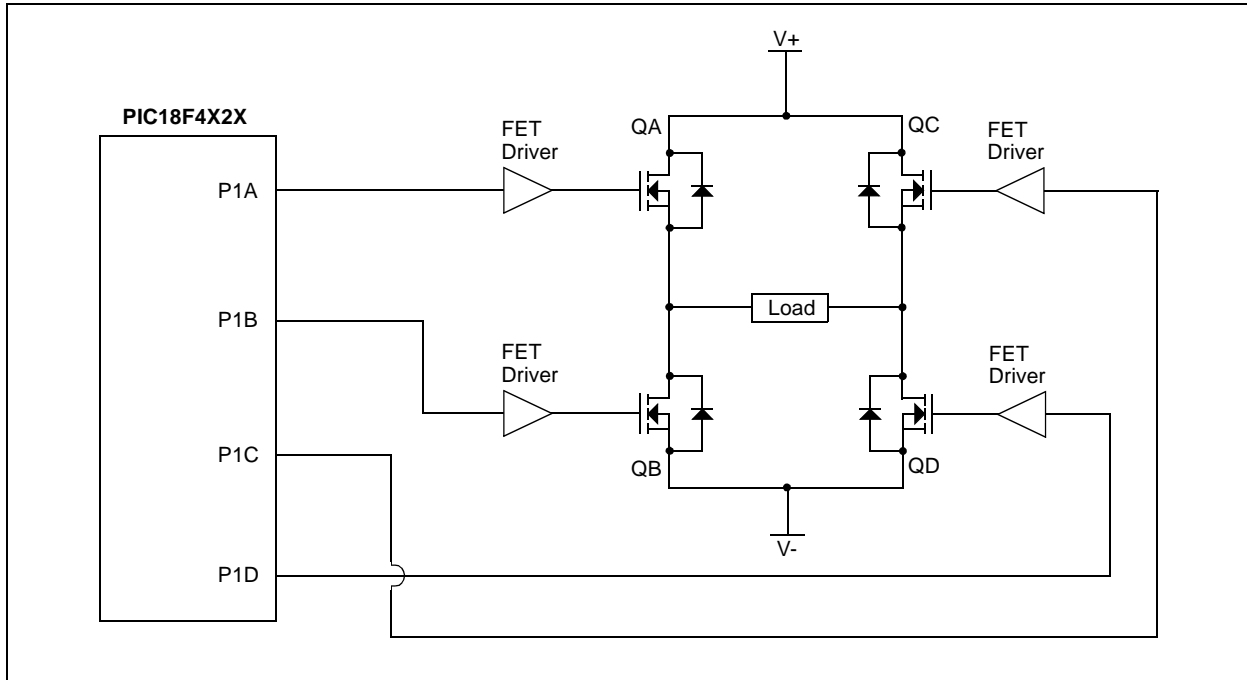 V+
PIC18F4X2X
FET
Driver
QA
QC
FET
Driver
P1A
Load
P1B
FET
Driver
FET
Driver
P1C
QB
QD
V-
P1D